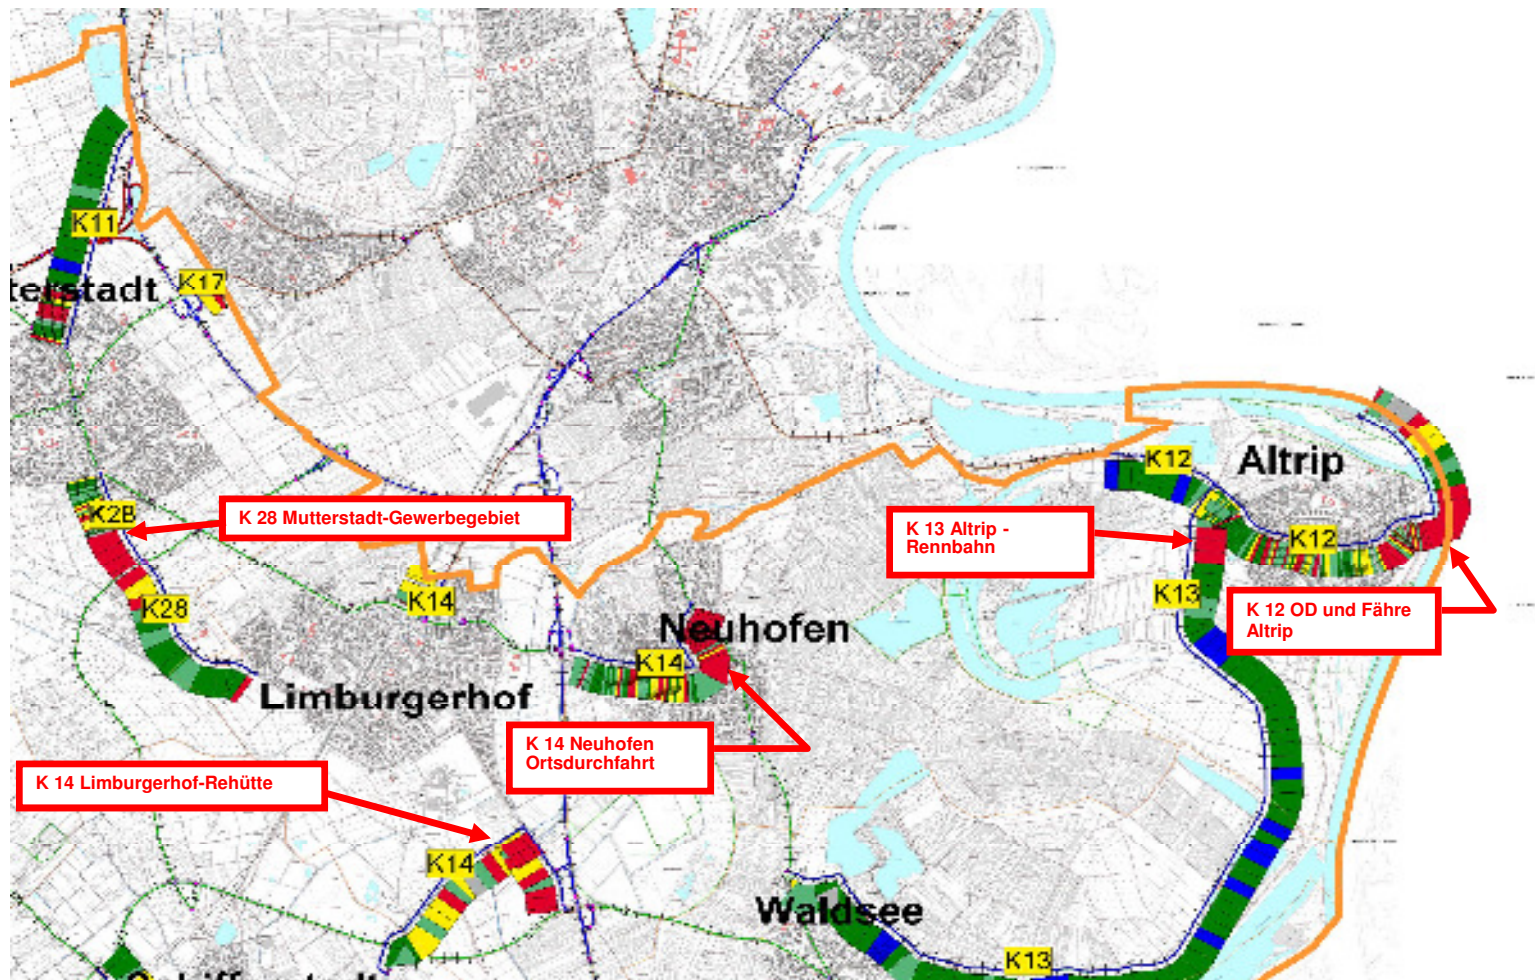 K11
K17
terstadt
K12
Altrip
K28
K 28 Mutterstadt-Gewerbegebiet
K 13 Altrip -
Rennbahn
K12
K28
K14
K13
K 12 OD und Fähre
Altrip
Neuhofen
K14
Limburgerhof
K 14 Neuhofen
Ortsdurchfahrt
K 14 Limburgerhof-Rehütte
K14
Waldsee
K13